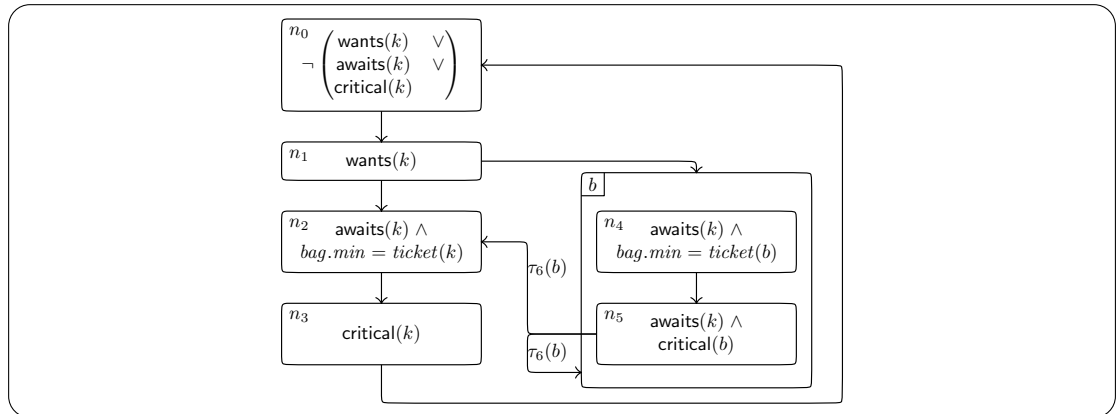 n₀
wants(k) ∨
¬ awaits(k) ∨
critical(k)
n₁ wants(k)
b
n₂ awaits(k) ∧
bag.min = ticket(k)
n₄ awaits(k) ∧
bag.min = ticket(b)
τ₆(b)
n₃ critical(k)
n₅ awaits(k) ∧
critical(b)
τ₆(b)